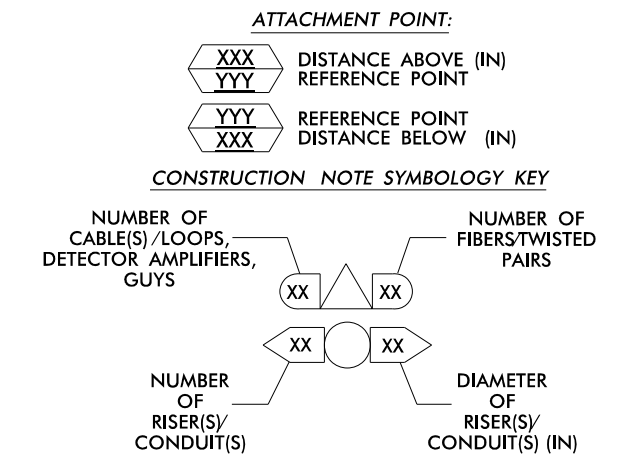 ATTACHMENT POINT:
XXX DISTANCE ABOVE (IN)
YYY REFERENCE POINT
YYY REFERENCE POINT
XXX DISTANCE BELOW (IN)
CONSTRUCTION NOTE SYMBOLOGY KEY
NUMBER OF
CABLE(S)/LOOPS,
DETECTOR AMPLIFIERS,
GUYS
NUMBER OF
FIBERS/TWISTED
PAIRS
XX XX
XX XX
NUMBER
OF
RISER(S)/
CONDUIT(S)
DIAMETER
OF
RISER(S)/
CONDUIT(S) (IN)